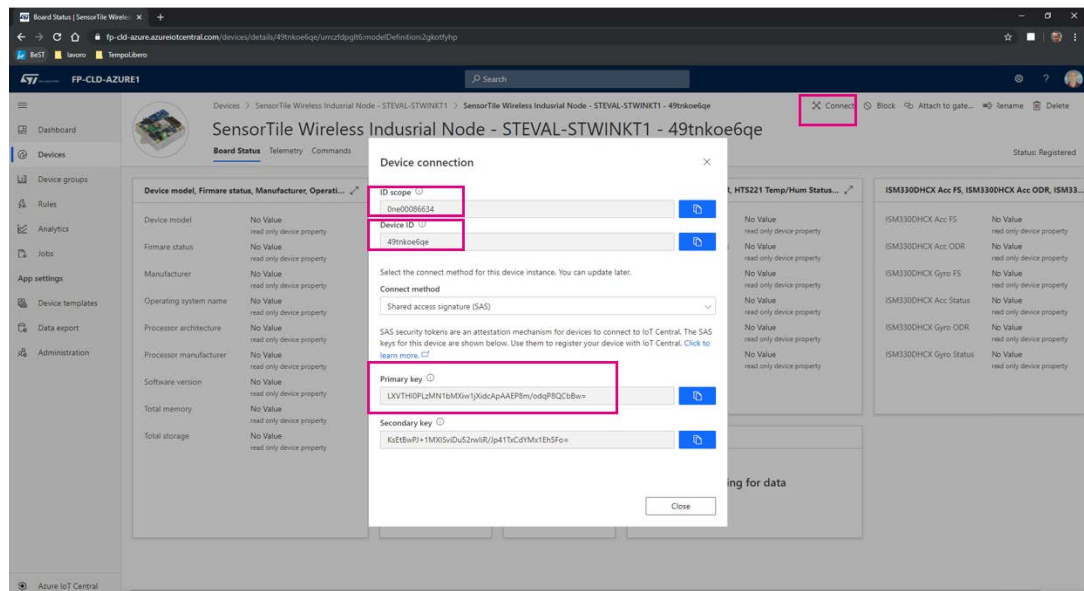 Board Status | SensorTile Wirele
fp-cld-azure.azureiotcentral.com/devices/details/49tnkoe6qe/urn:zfdpglt6:modelDefinition:2gkotfyhp
BeST lavoro TempoLibero
FP-CLD-AZURE1
Search
Devices > SensorTile Wireless Indusrial Node - STEVAL-STWINKT1 > SensorTile Wireless Indusrial Node - STEVAL-STWINKT1 - 49tnkoe6qe
Connect Block Attach to gate... Rename Delete
SensorTile Wireless Indusrial Node - STEVAL-STWINKT1 - 49tnkoe6qe
Board Status Telemetry Commands
Status: Registered
Dashboard
Devices
Device groups
Rules
Analytics
Jobs
App settings
Device templates
Data export
Administration
Azure IoT Central
Device model, Firmare status, Manufacturer, Operati...
Device model No Value
read only device property
Firmare status No Value
read only device property
Manufacturer No Value
read only device property
Operating system name No Value
read only device property
Processor architecture No Value
read only device property
Processor manufacturer No Value
read only device property
Software version No Value
read only device property
Total memory No Value
read only device property
Total storage No Value
read only device property
Device connection
ID scope
0ne00086634
Device ID
49tnkoe6qe
Select the connect method for this device instance. You can update later.
Connect method
Shared access signature (SAS)
SAS security tokens are an attestation mechanism for devices to connect to IoT Central. The SAS
keys for this device are shown below. Use them to register your device with IoT Central. Click to
learn more.
Primary key
Secondary key
Close
HTS221 Temp/Hum Status...
No Value
read only device property
No Value
read only device property
No Value
read only device property
No Value
read only device property
No Value
read only device property
No Value
read only device property
ing for data
ISM330DHCX Acc FS, ISM330DHCX Acc ODR, ISM33...
ISM330DHCX Acc FS No Value
read only device property
ISM330DHCX Acc ODR No Value
read only device property
ISM330DHCX Gyro FS No Value
read only device property
ISM330DHCX Acc Status No Value
read only device property
ISM330DHCX Gyro ODR No Value
read only device property
ISM330DHCX Gyro Status No Value
read only device property